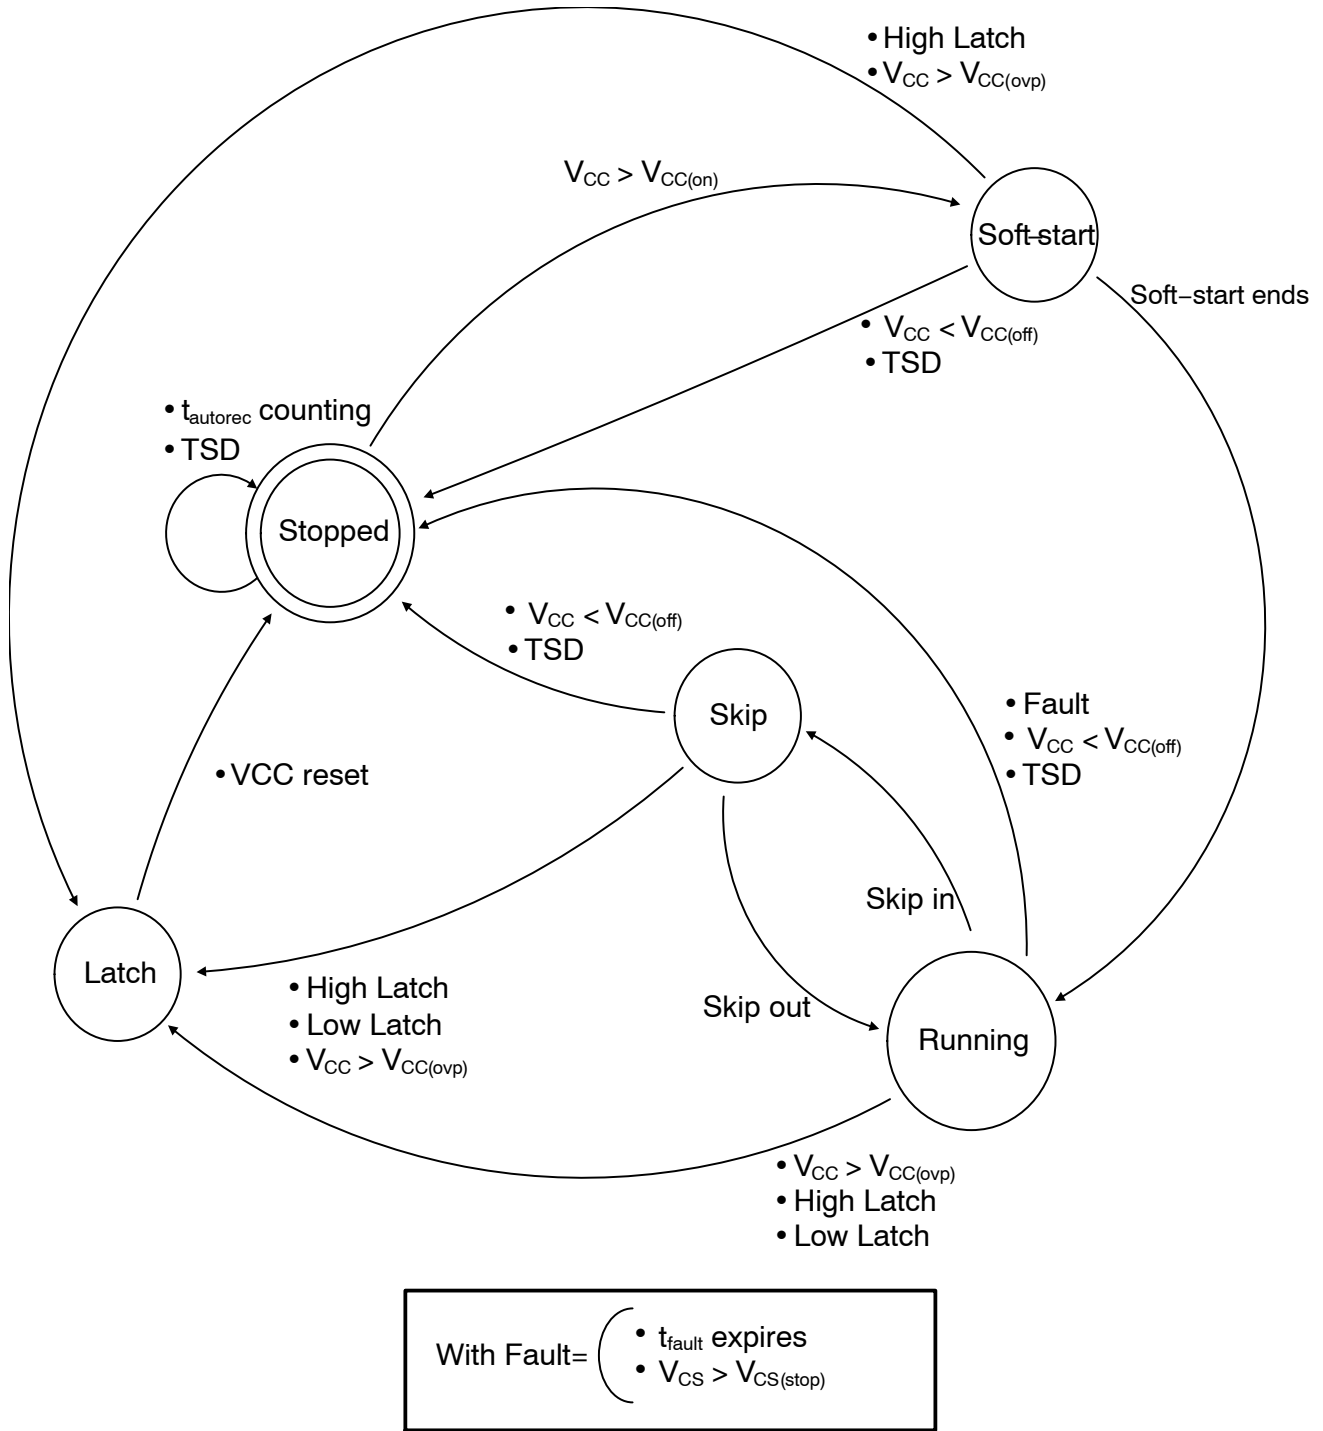 • High Latch
• VCC > VCC(ovp)
VCC > VCC(on)
Soft–start
Soft–start ends
• VCC < VCC(off)
• TSD
• tautorec counting
• TSD
Stopped
• VCC < VCC(off)
• TSD
Skip
• Fault
• VCC < VCC(off)
• TSD
• VCC reset
Skip in
Latch
• High Latch
• Low Latch
• VCC > VCC(ovp)
Skip out
Running
• VCC > VCC(ovp)
• High Latch
• Low Latch
With Fault=
• tfault expires
• VCS > VCS(stop)